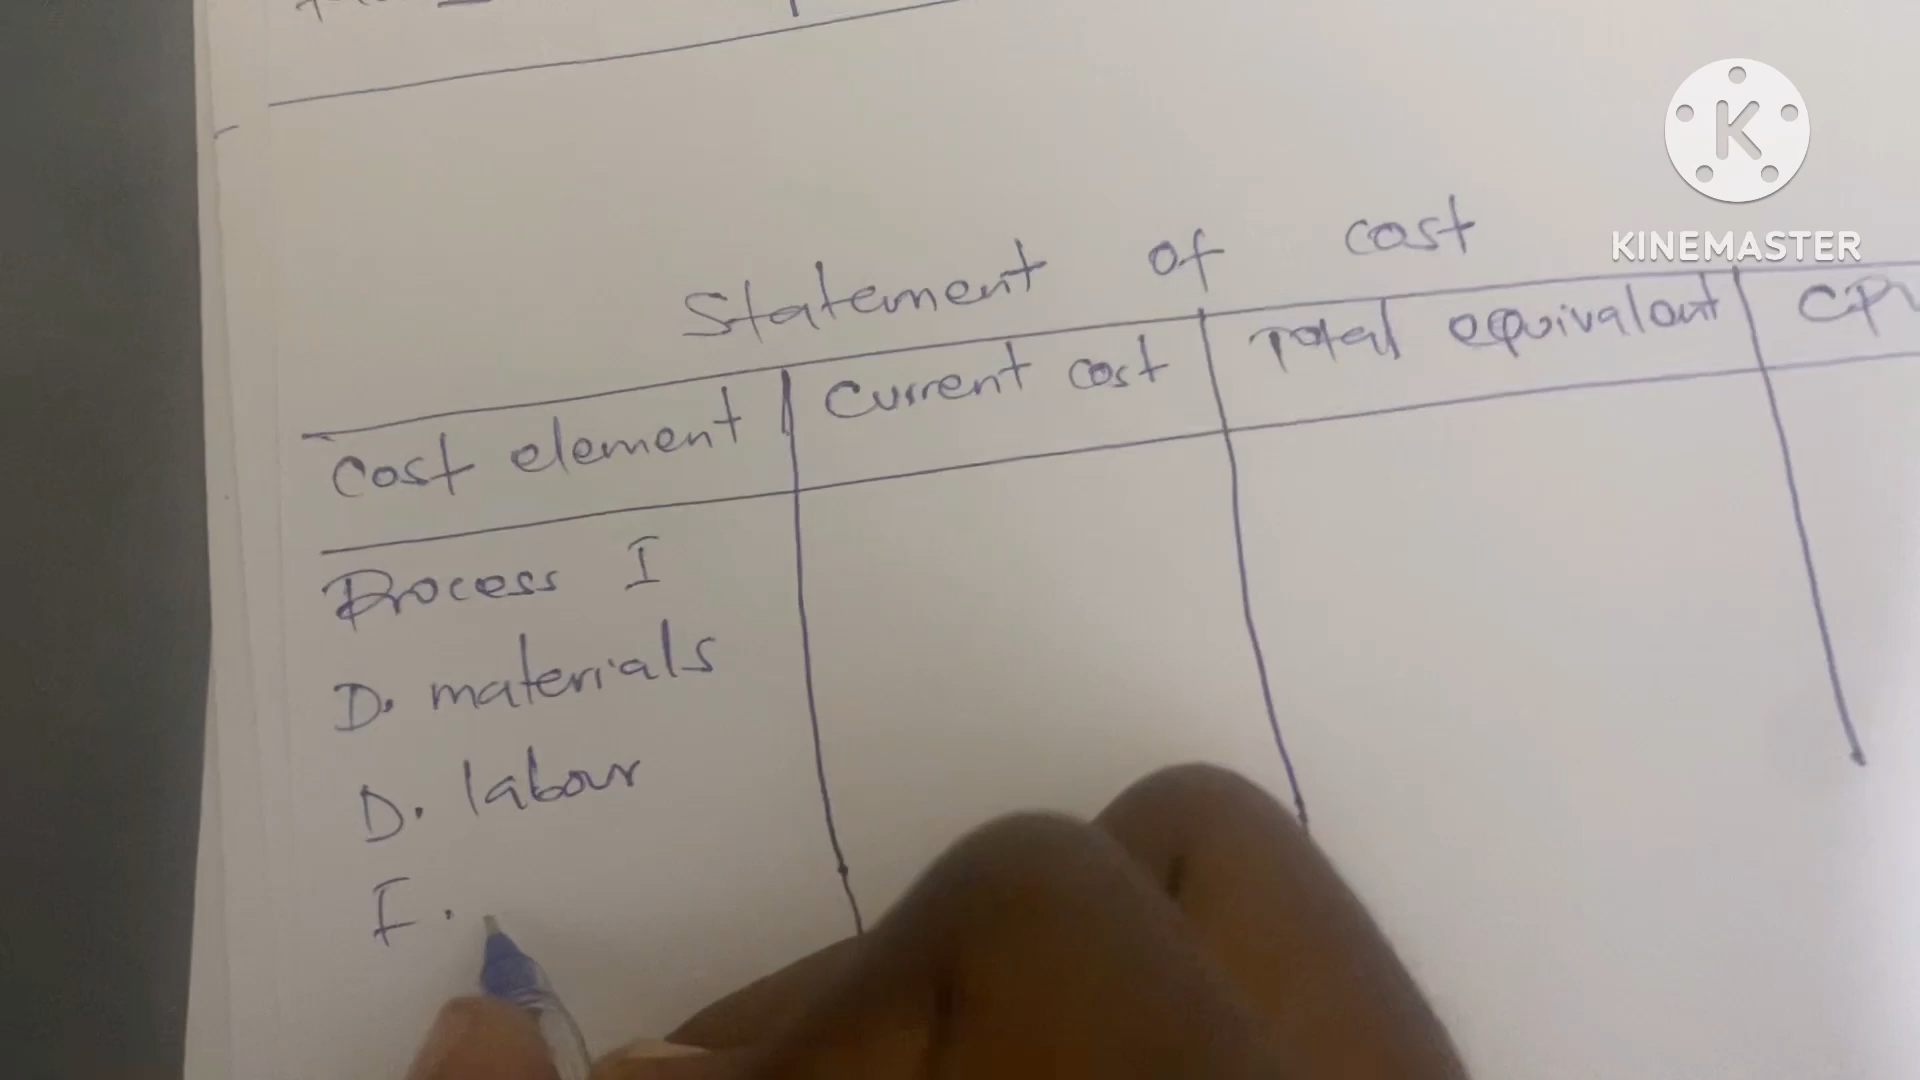 KINEMASTER
Statement of cost
Cost element Current cost Total equivalent
Process I
D. materials
D. labour
F.